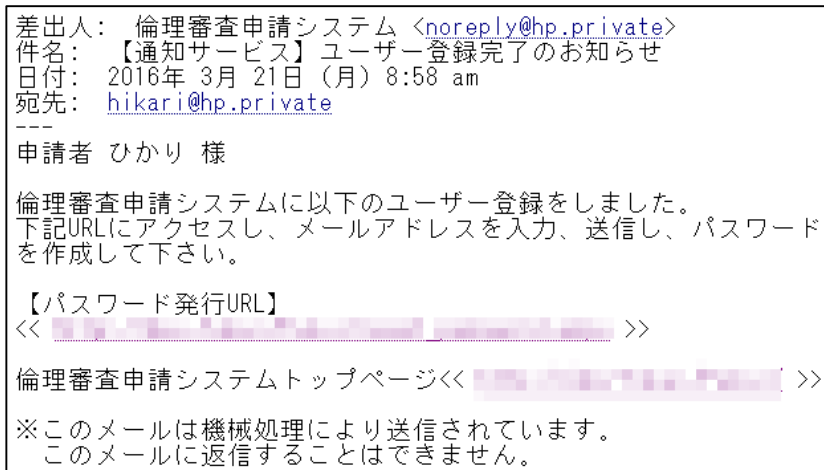 差出人: 倫理審査申請システム <noreply@hp.private>
件名: 【通知サービス】ユーザー登録完了のお知らせ
日付: 2016年 3月 21日 (月) 8:58 am
宛先: hikari@hp.private
---
申請者 ひかり 様
倫理審査申請システムに以下のユーザー登録をしました。
下記URLにアクセスし、メールアドレスを入力、送信し、パスワード
を作成して下さい。
【パスワード発行URL】
<< >>
倫理審査申請システムトップページ<< >>
※このメールは機械処理により送信されています。
このメールに返信することはできません。